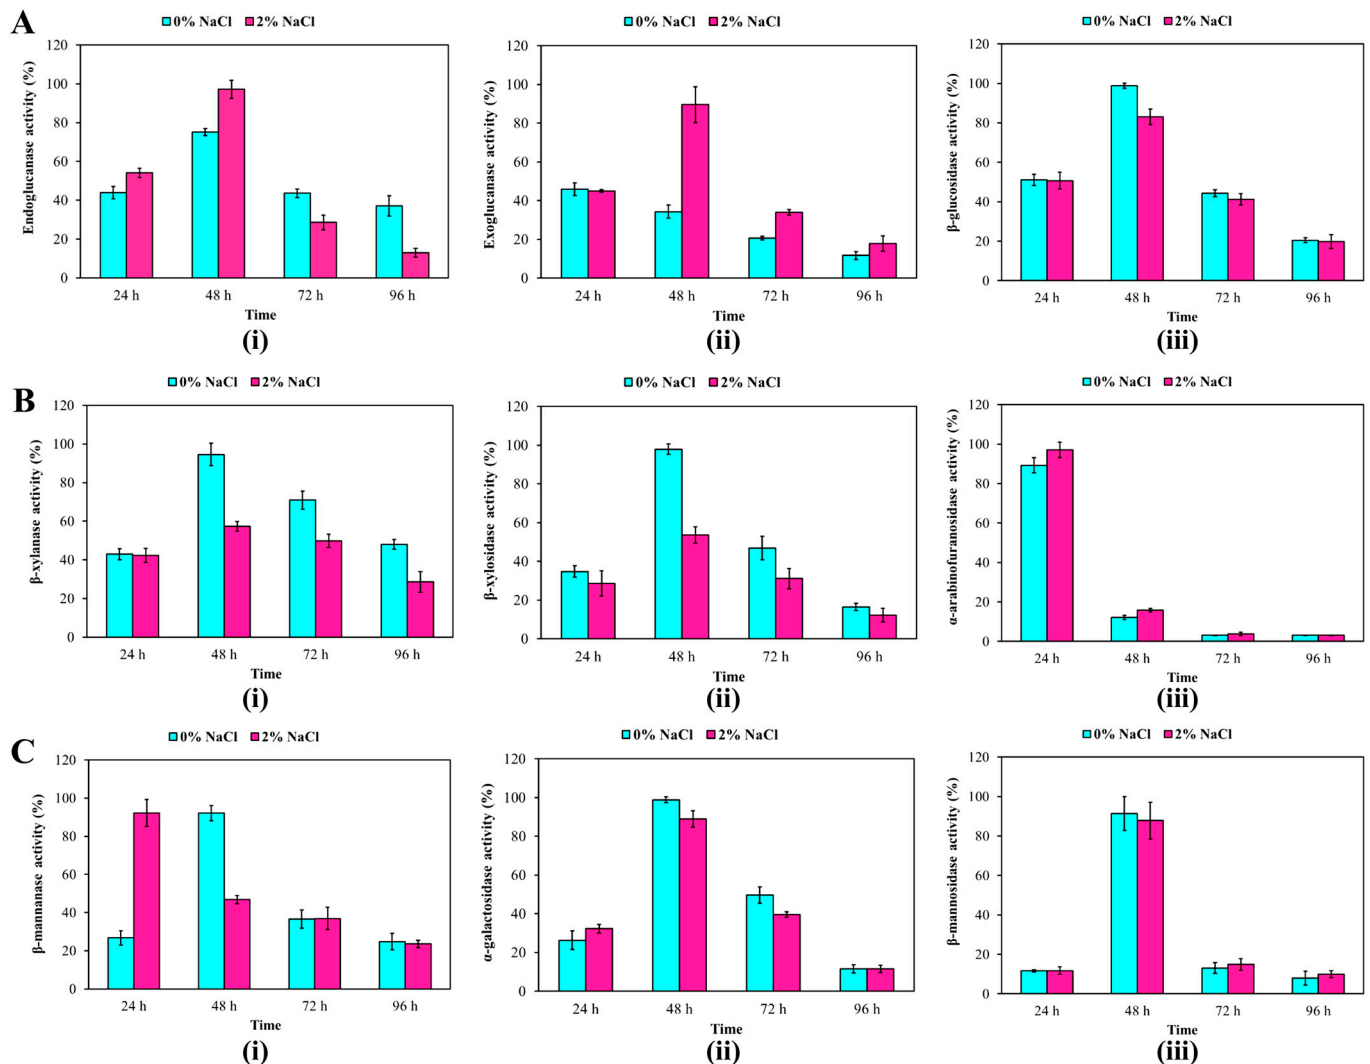 A
0% NaCl 2% NaCl
Endoglucanase activity (%)
120
100
80
60
40
20
0
24 h 48 h 72 h 96 h
Time
(i)
0% NaCl 2% NaCl
Exoglucanase activity (%)
120
100
80
60
40
20
0
24 h 48 h 72 h 96 h
Time
(ii)
0% NaCl 2% NaCl
β-glucosidase activity (%)
120
100
80
60
40
20
0
24 h 48 h 72 h 96 h
Time
(iii)
B
0% NaCl 2% NaCl
β-xylanase activity (%)
120
100
80
60
40
20
0
24 h 48 h 72 h 96 h
Time
(i)
0% NaCl 2% NaCl
β-xylosidase activity (%)
120
100
80
60
40
20
0
24 h 48 h 72 h 96 h
Time
(ii)
0% NaCl 2% NaCl
α-arabinofuranosidase activity (%)
120
100
80
60
40
20
0
24 h 48 h 72 h 96 h
Time
(iii)
C
0% NaCl 2% NaCl
β-mannanase activity (%)
120
100
80
60
40
20
0
24 h 48 h 72 h 96 h
Time
(i)
0% NaCl 2% NaCl
α-galactosidase activity (%)
120
100
80
60
40
20
0
24 h 48 h 72 h 96 h
Time
(ii)
0% NaCl 2% NaCl
β-mannosidase activity (%)
120
100
80
60
40
20
0
24 h 48 h 72 h 96 h
Time
(iii)